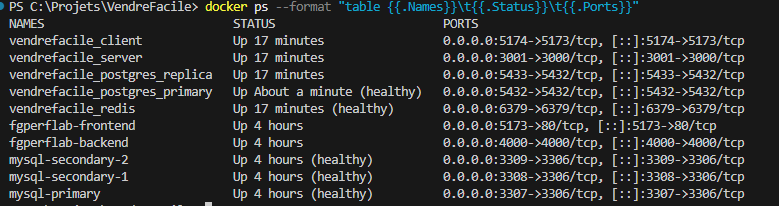 PS C:\Projets\VendreFacile> docker ps --format "table {{.Names}}\t{{.Status}}\t{{.Ports}}"
NAMES STATUS PORTS
vendrefacile_client Up 17 minutes 0.0.0.0:5174->5173/tcp, [::]:5174->5173/tcp
vendrefacile_server Up 17 minutes 0.0.0.0:3001->3000/tcp, [::]:3001->3000/tcp
vendrefacile_postgres_replica Up 17 minutes 0.0.0.0:5433->5432/tcp, [::]:5433->5432/tcp
vendrefacile_postgres_primary Up About a minute (healthy) 0.0.0.0:5432->5432/tcp, [::]:5432->5432/tcp
vendrefacile_redis Up 17 minutes (healthy) 0.0.0.0:6379->6379/tcp, [::]:6379->6379/tcp
fgperflab-frontend Up 4 hours 0.0.0.0:5173->80/tcp, [::]:5173->80/tcp
fgperflab-backend Up 4 hours 0.0.0.0:4000->4000/tcp, [::]:4000->4000/tcp
mysql-secondary-2 Up 4 hours (healthy) 0.0.0.0:3309->3306/tcp, [::]:3309->3306/tcp
mysql-secondary-1 Up 4 hours (healthy) 0.0.0.0:3308->3306/tcp, [::]:3308->3306/tcp
mysql-primary Up 4 hours (healthy) 0.0.0.0:3307->3306/tcp, [::]:3307->3306/tcp